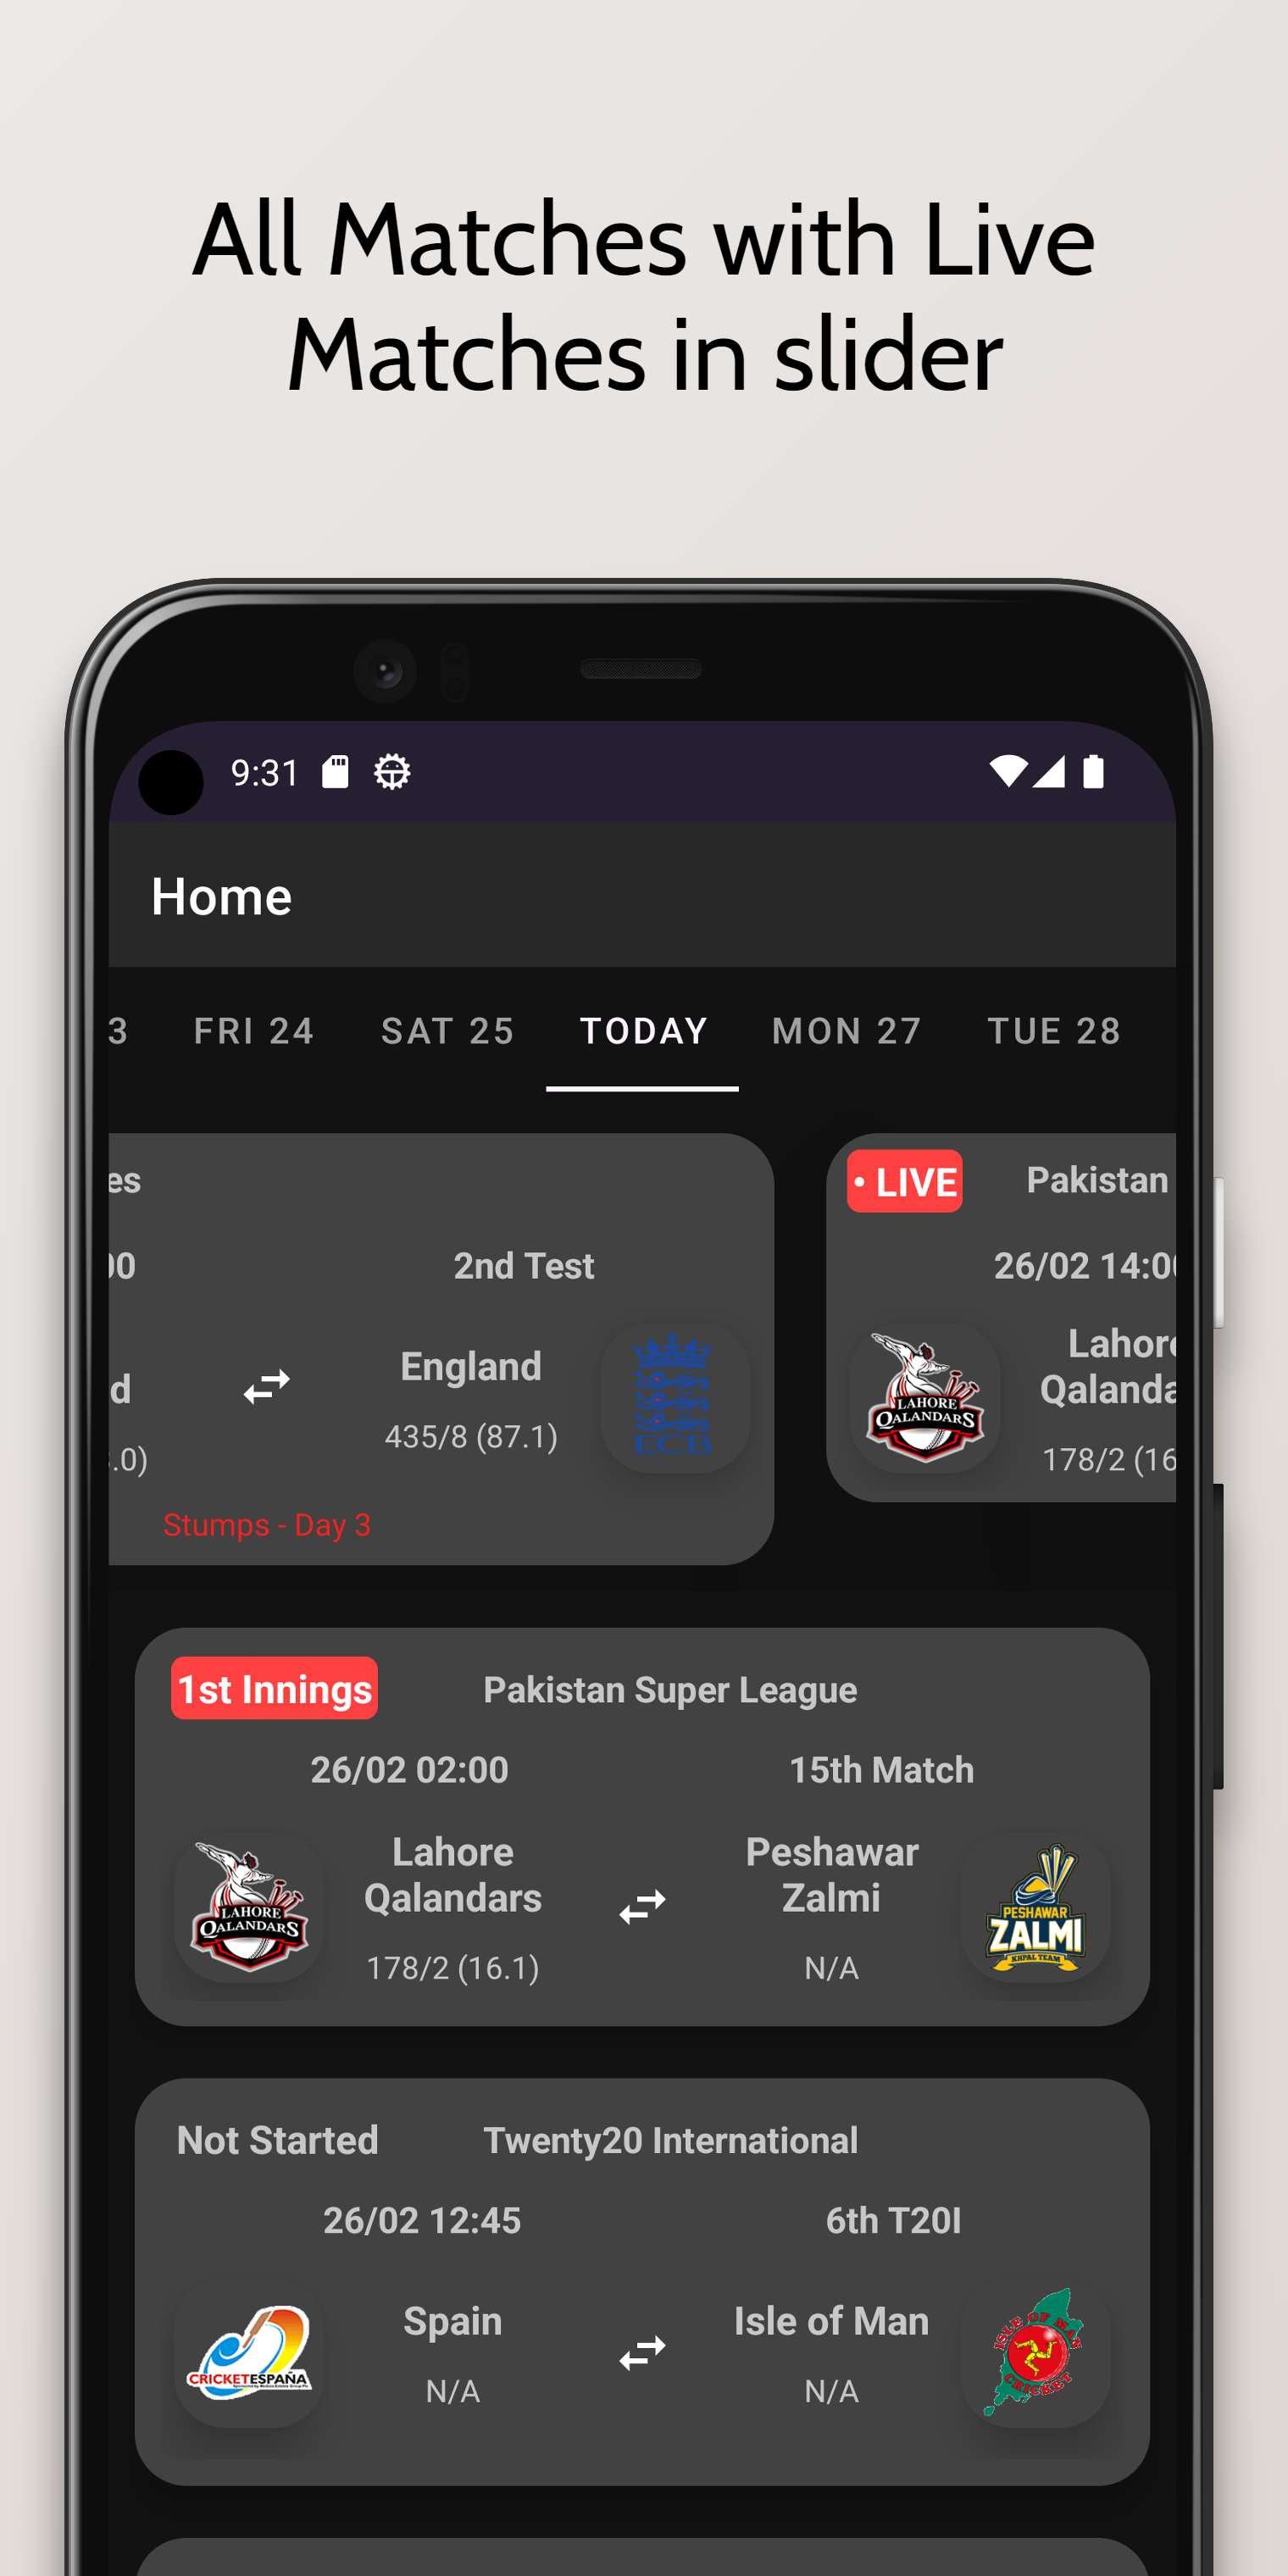 All Matches with Live
Matches in slider
9:31
Home
3 FRI 24 SAT 25 TODAY MON 27 TUE 28
es
2nd Test
England
435/8 (87.1)
ECB
d
.0)
Stumps - Day 3
• LIVE Pakistan
26/02 14:00
LAHORE
QALANDARS
Lahore
Qalanda
178/2 (16
1st Innings Pakistan Super League
26/02 02:00 15th Match
LAHORE
QALANDARS
Lahore
Qalandars
178/2 (16.1)
Peshawar
Zalmi
N/A
PESHAWAR
ZALMI
KHPAL TEAM
Not Started Twenty20 International
26/02 12:45 6th T20I
CRICKETESPAÑA
Spain
N/A
Isle of Man
N/A
ISLE OF MAN
CRICKET